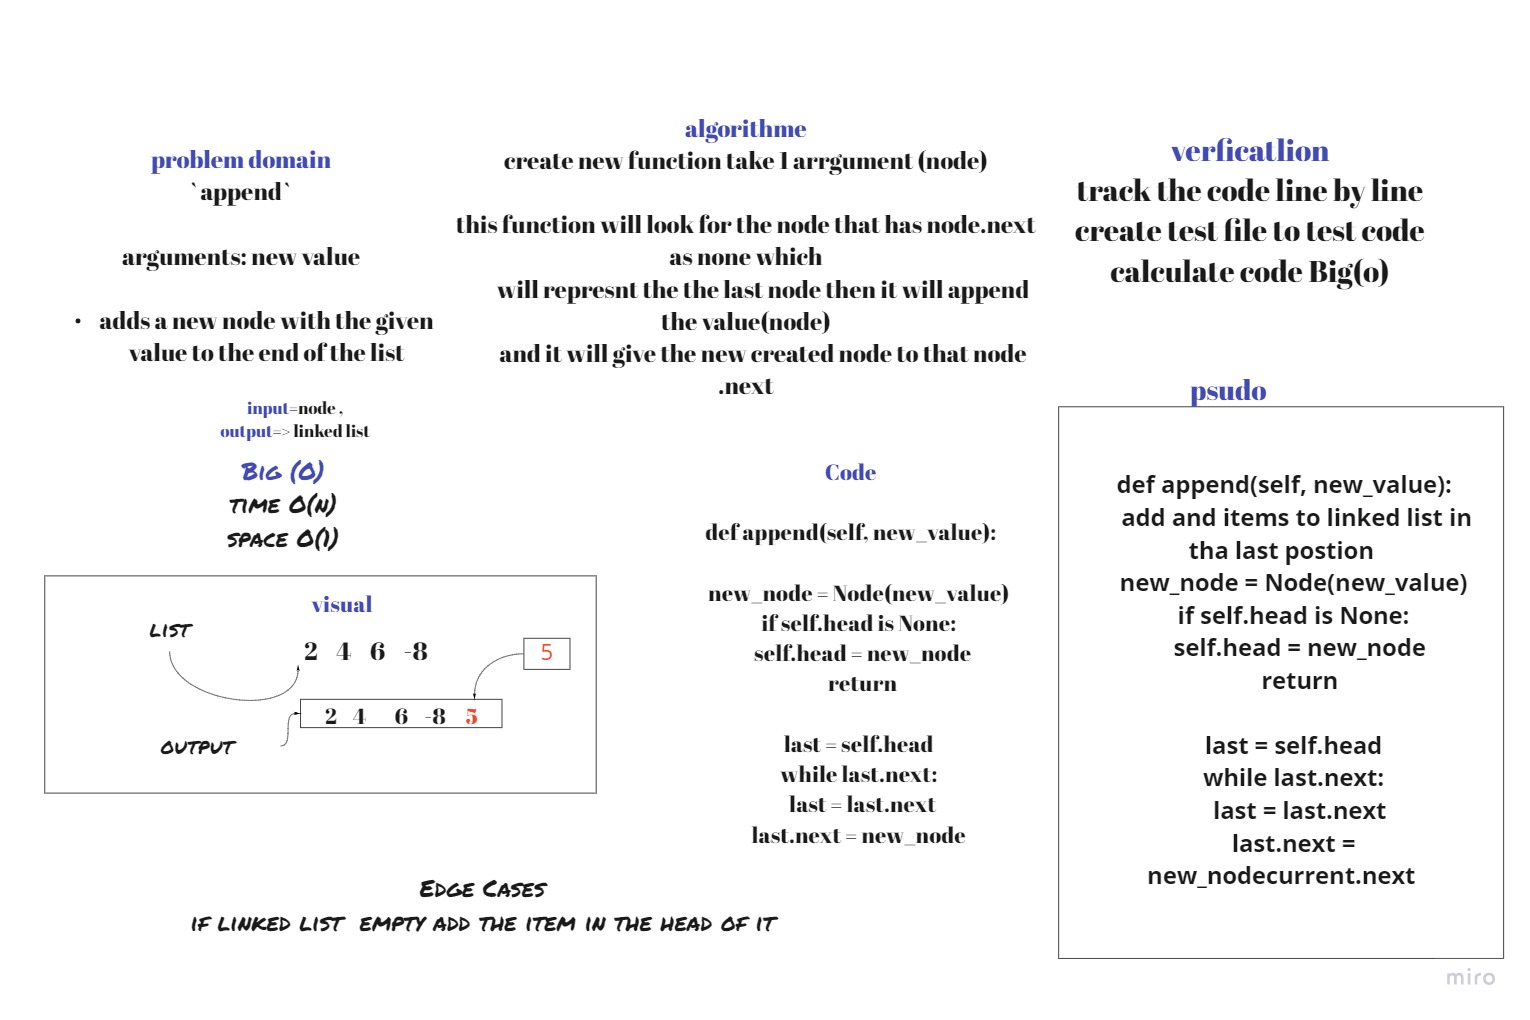 problem domain
`append`
arguments: new value
• adds a new node with the given
value to the end of the list
input=node ,
output=> linked list
Big (O)
time O(n)
space O(1)
algorithme
create new function take 1 arrgument (node)
this function will look for the node that has node.next
as none which
will represnt the the last node then it will append
the value(node)
and it will give the new created node to that node
.next
verficatlion
track the code line by line
create test file to test code
calculate code Big(o)
psudo
def append(self, new_value):
add and items to linked list in
tha last postion
new_node = Node(new_value)
if self.head is None:
self.head = new_node
return
last = self.head
while last.next:
last = last.next
last.next =
new_nodecurrent.next
Code
def append(self, new_value):
new_node = Node(new_value)
if self.head is None:
self.head = new_node
return
last = self.head
while last.next:
last = last.next
last.next = new_node
visual
list
2 4 6 -8
5
2 4 6 -8 5
output
Edge Cases
if linked list empty add the item in the head of it
miro